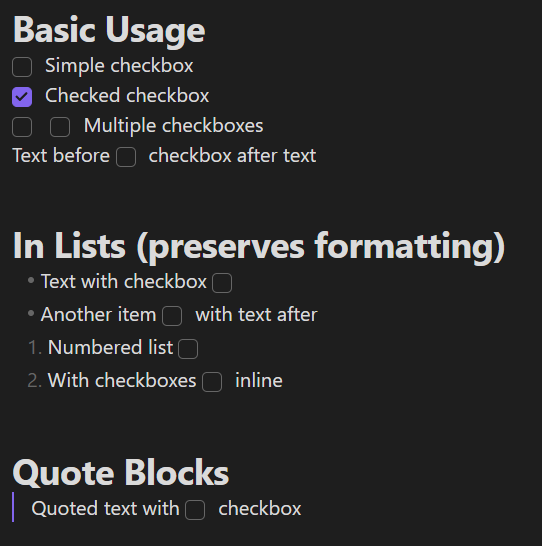 Basic Usage
Simple checkbox
Checked checkbox
Multiple checkboxes
Text before checkbox after text
In Lists (preserves formatting)
• Text with checkbox
• Another item with text after
1. Numbered list
2. With checkboxes inline
Quote Blocks
Quoted text with checkbox